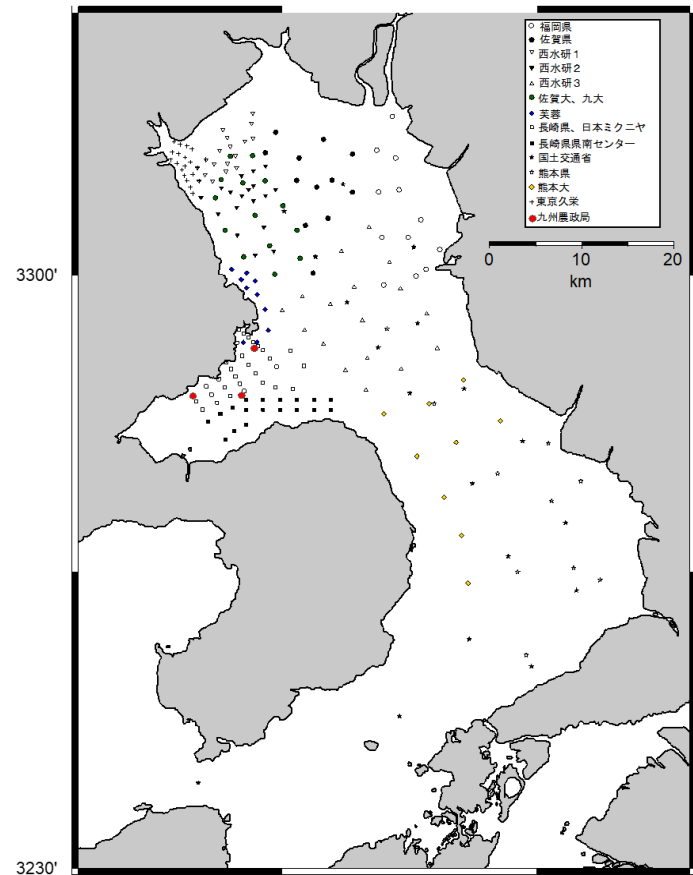 福岡県
佐賀県
西水研１
西水研２
西水研３
佐賀大、九大
芙蓉
長崎県、日本ミクニヤ
長崎県県南センター
国土交通省
熊本県
熊本大
東京久栄
九州農政局
0 10 20
km
3300'
3230'